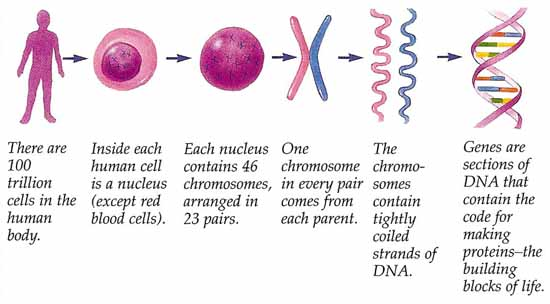 There are
100
trillion
cells in the
human
body.
Inside each
human cell
is a nucleus
(except red
blood cells).
Each nucleus
contains 46
chromosomes,
arranged in
23 pairs.
One
chromosome
in every pair
comes from
each parent.
The
chromo-
somes
contain
tightly
coiled
strands of
DNA.
Genes are
sections of
DNA that
contain the
code for
making
proteins–the
building
blocks of life.